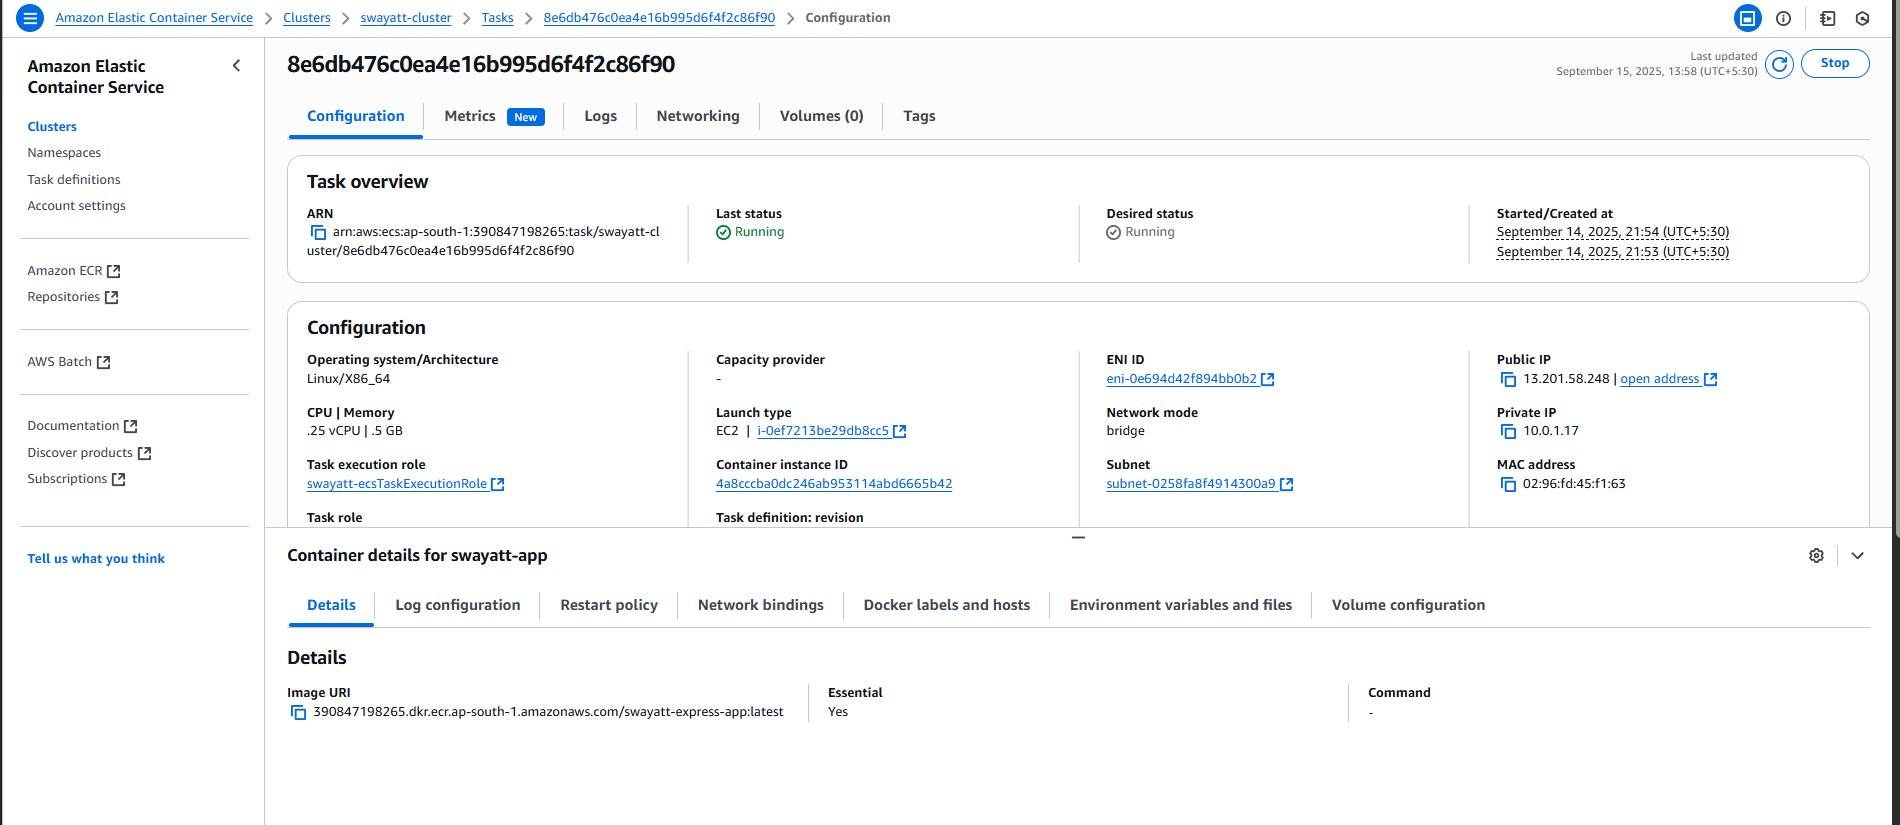 Amazon Elastic Container Service > Clusters > swayatt-cluster > Tasks > 8e6db476c0ea4e16b995d6f4f2c86f90 > Configuration
Amazon Elastic
Container Service
Clusters
Namespaces
Task definitions
Account settings
Amazon ECR
Repositories
AWS Batch
Documentation
Discover products
Subscriptions
Tell us what you think
8e6db476c0ea4e16b995d6f4f2c86f90
Last updated
September 15, 2025, 13:58 (UTC+5:30)
Stop
Configuration
Metrics New
Logs
Networking
Volumes (0)
Tags
Task overview
ARN
arn:aws:ecs:ap-south-1:390847198265:task/swayatt-cl
uster/8e6db476c0ea4e16b995d6f4f2c86f90
Last status
Running
Desired status
Running
Started/Created at
September 14, 2025, 21:54 (UTC+5:30)
September 14, 2025, 21:53 (UTC+5:30)
Configuration
Operating system/Architecture
Linux/X86_64
CPU | Memory
.25 vCPU | .5 GB
Task execution role
swayatt-ecsTaskExecutionRole
Task role
Capacity provider
-
Launch type
EC2 | i-0ef7213be29db8cc5
Container instance ID
4a8cccba0dc246ab953114abd6665b42
Task definition: revision
ENI ID
eni-0e694d42f894bb0b2
Network mode
bridge
Subnet
subnet-0258fa8f4914300a9
Public IP
13.201.58.248 | open address
Private IP
10.0.1.17
MAC address
02:96:fd:45:f1:63
Container details for swayatt-app
Details
Log configuration
Restart policy
Network bindings
Docker labels and hosts
Environment variables and files
Volume configuration
Details
Image URI
390847198265.dkr.ecr.ap-south-1.amazonaws.com/swayatt-express-app:latest
Essential
Yes
Command
-